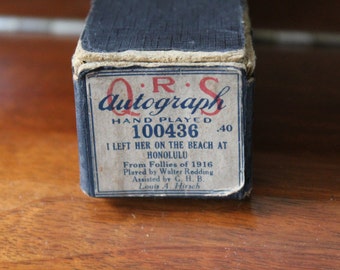 Q·R·S
Autograph
HAND PLAYED
100436 .40
I LEFT HER ON THE BEACH AT
HONOLULU
From Follies of 1916
Played by Walter Redding
Assisted by C. H. B.
Louis A. Hirsch